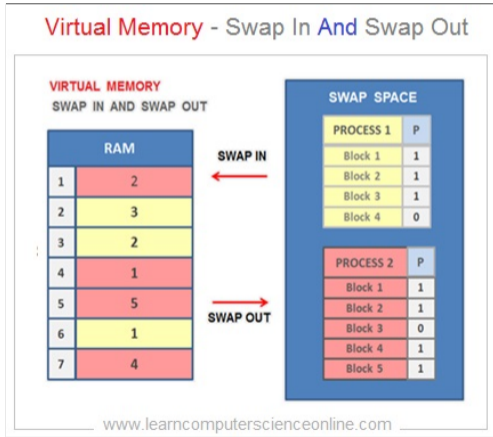 Virtual Memory - Swap In And Swap Out
VIRTUAL MEMORY
SWAP IN AND SWAP OUT
RAM
1 2
2 3
3 2
4 1
5 5
6 1
7 4
SWAP IN
SWAP OUT
SWAP SPACE
PROCESS 1 P
Block 1 1
Block 2 1
Block 3 1
Block 4 0
PROCESS 2 P
Block 1 1
Block 2 1
Block 3 0
Block 4 1
Block 5 1
www.learncomputerscienceonline.com